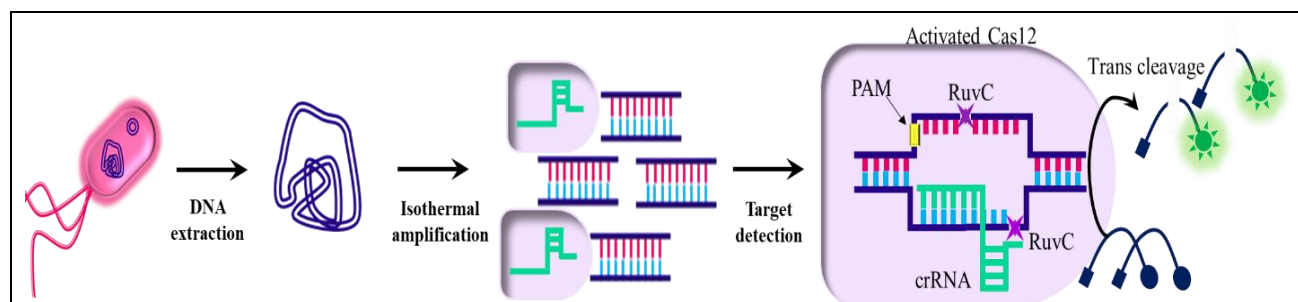 DNA
extraction
Isothermal
amplification
Target
detection
Activated Cas12
PAM
RuvC
RuvC
crRNA
Trans cleavage